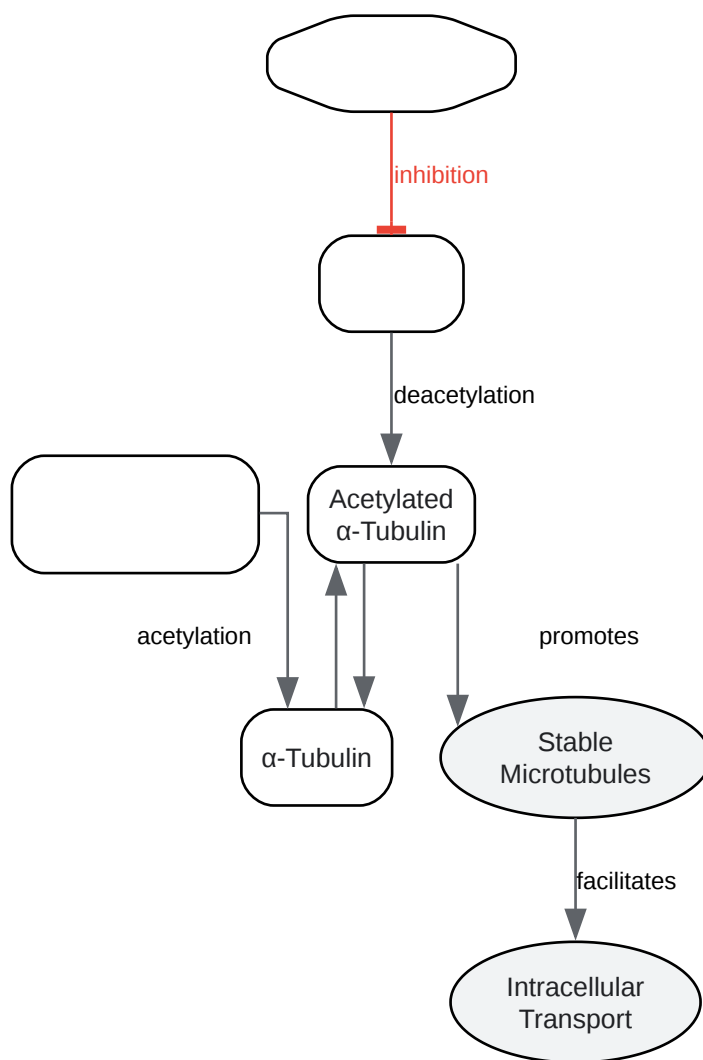 inhibition
deacetylation
Acetylated
α-Tubulin
acetylation
promotes
α-Tubulin
Stable
Microtubules
facilitates
Intracellular
Transport